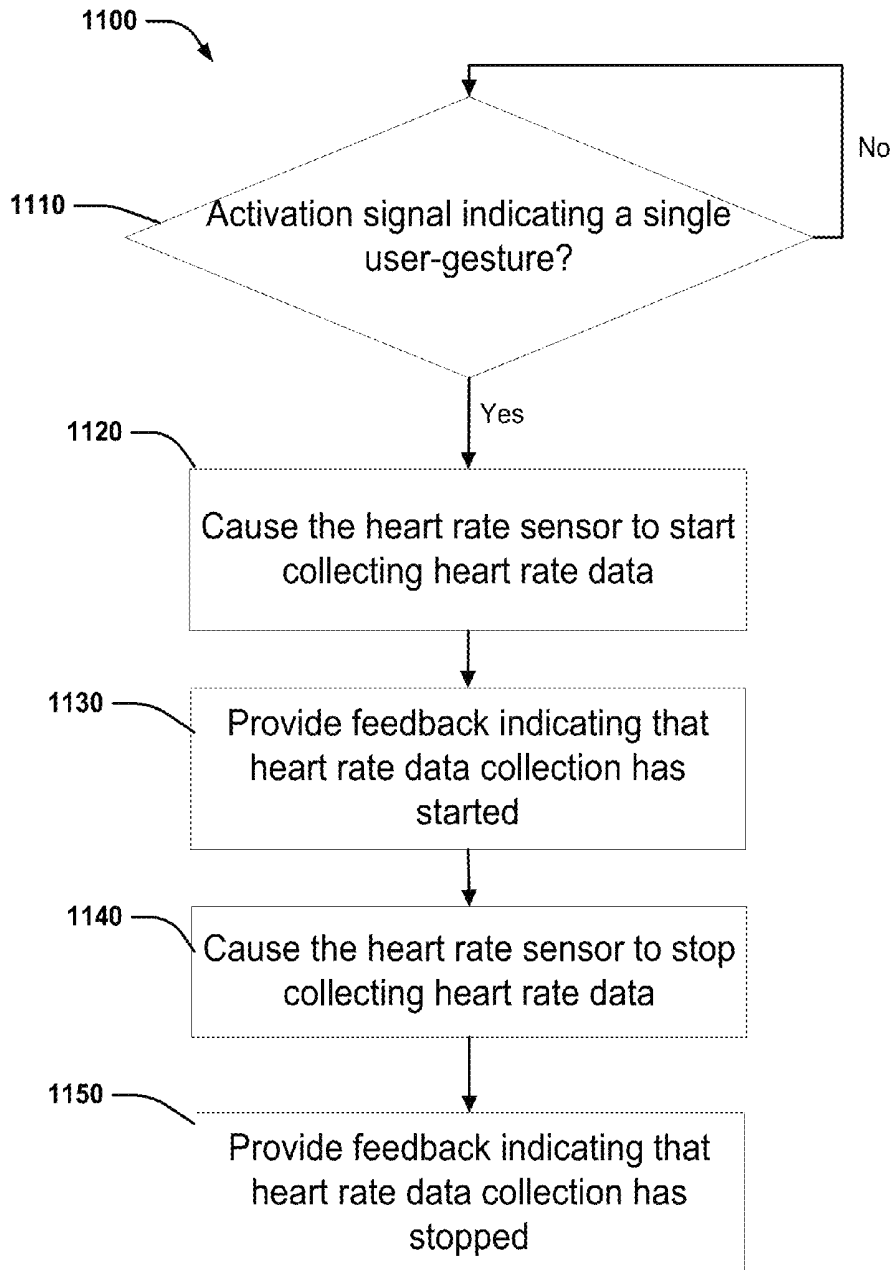 1100
No
1110
Activation signal indicating a single
user-gesture?
Yes
1120
Cause the heart rate sensor to start
collecting heart rate data
1130
Provide feedback indicating that
heart rate data collection has
started
1140
Cause the heart rate sensor to stop
collecting heart rate data
1150
Provide feedback indicating that
heart rate data collection has
stopped